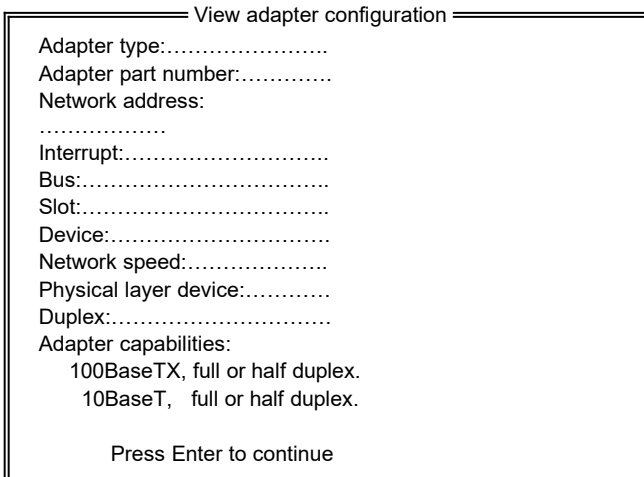 View adapter configuration
Adapter type:…………………..
Adapter part number:………….
Network address:
………………
Interrupt:………………………..
Bus:……………………………..
Slot:……………………………..
Device:………………………….
Network speed:………………..
Physical layer device:…………
Duplex:………………………….
Adapter capabilities:
100BaseTX, full or half duplex.
10BaseT, full or half duplex.
Press Enter to continue